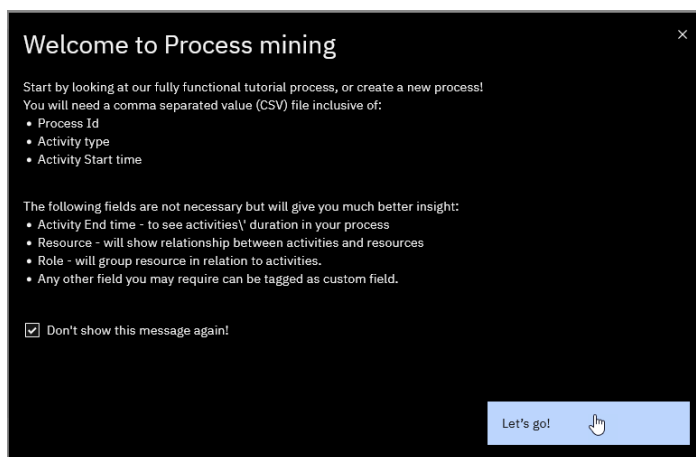 Welcome to Process mining
Start by looking at our fully functional tutorial process, or create a new process!
You will need a comma separated value (CSV) file inclusive of:
• Process Id
• Activity type
• Activity Start time
The following fields are not necessary but will give you much better insight:
• Activity End time - to see activities\' duration in your process
• Resource - will show relationship between activities and resources
• Role - will group resource in relation to activities.
• Any other field you may require can be tagged as custom field.
Don't show this message again!
Let's go!